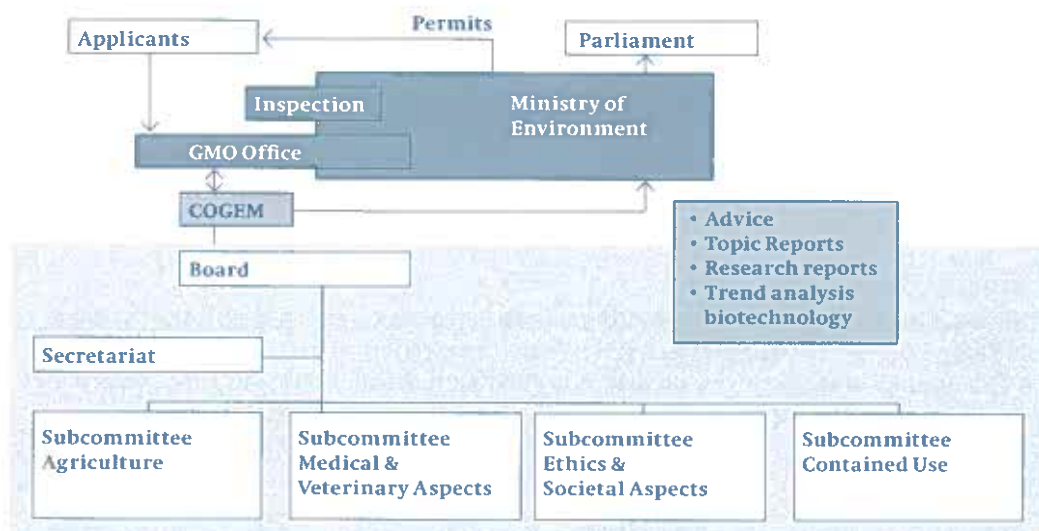 Permits
Applicants
Parliament
Inspection
Ministry of
Environment
GMO Office
COGEM
• Advice
• Topic Reports
• Research reports
• Trend analysis
biotechnology
Board
Secretariat
Subcommittee
Agriculture
Subcommittee
Medical &
Veterinary Aspects
Subcommittee
Ethics &
Societal Aspects
Subcommittee
Contained Use